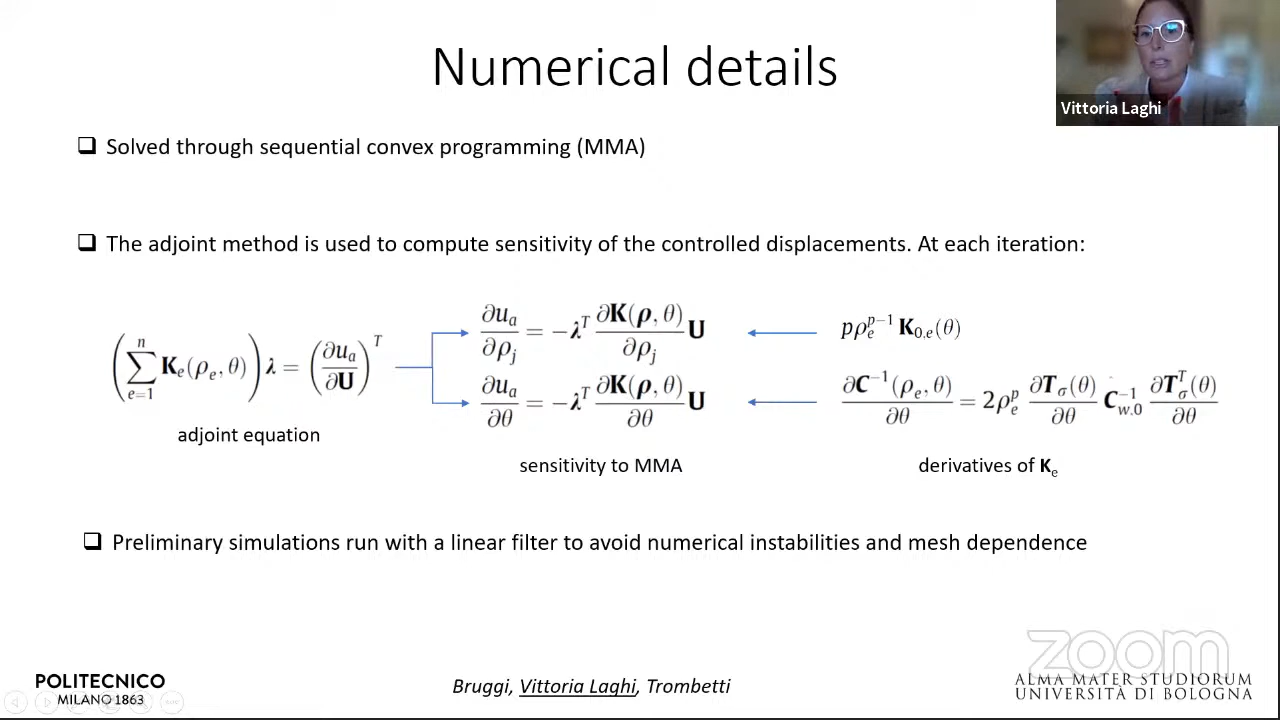 Numerical details
Vittoria Laghi
❑ Solved through sequential convex programming (MMA)
❑ The adjoint method is used to compute sensitivity of the controlled displacements. At each iteration:
(∑_{e=1}^{n} K_e(ρ_e, θ)) λ = (∂u_a/∂U)^T
adjoint equation
∂u_a/∂ρ_j = −λ^T ∂K(ρ, θ)/∂ρ_j U
∂u_a/∂θ = −λ^T ∂K(ρ, θ)/∂θ U
sensitivity to MMA
pρ_e^{p−1} K_{0.e}(θ)
∂C^{−1}(ρ_e, θ)/∂θ = 2ρ_e^p ∂T_σ(θ)/∂θ C_{w.0}^{−1} ∂T_σ^T(θ)/∂θ
derivatives of K_e
❑ Preliminary simulations run with a linear filter to avoid numerical instabilities and mesh dependence
zoom
POLITECNICO
MILANO 1863
Bruggi, Vittoria Laghi, Trombetti
ALMA MATER STUDIORUM
UNIVERSITÀ DI BOLOGNA